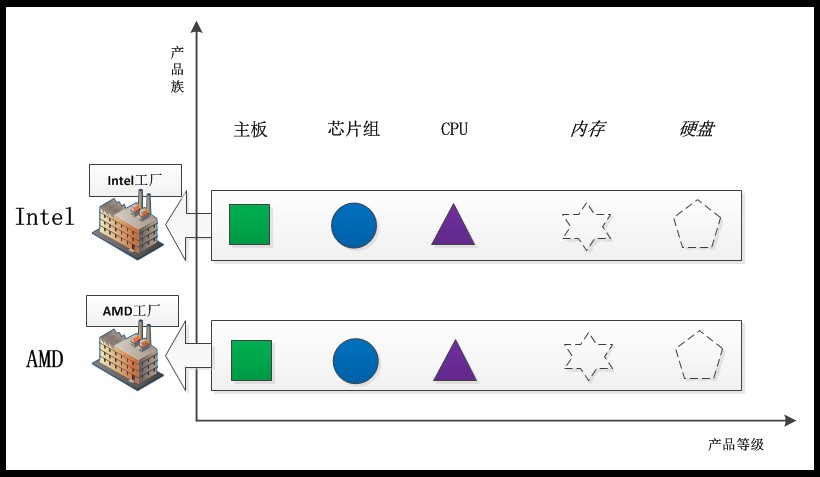 产品族
主板 芯片组 CPU 内存 硬盘
Intel工厂
Intel
AMD工厂
AMD
产品等级